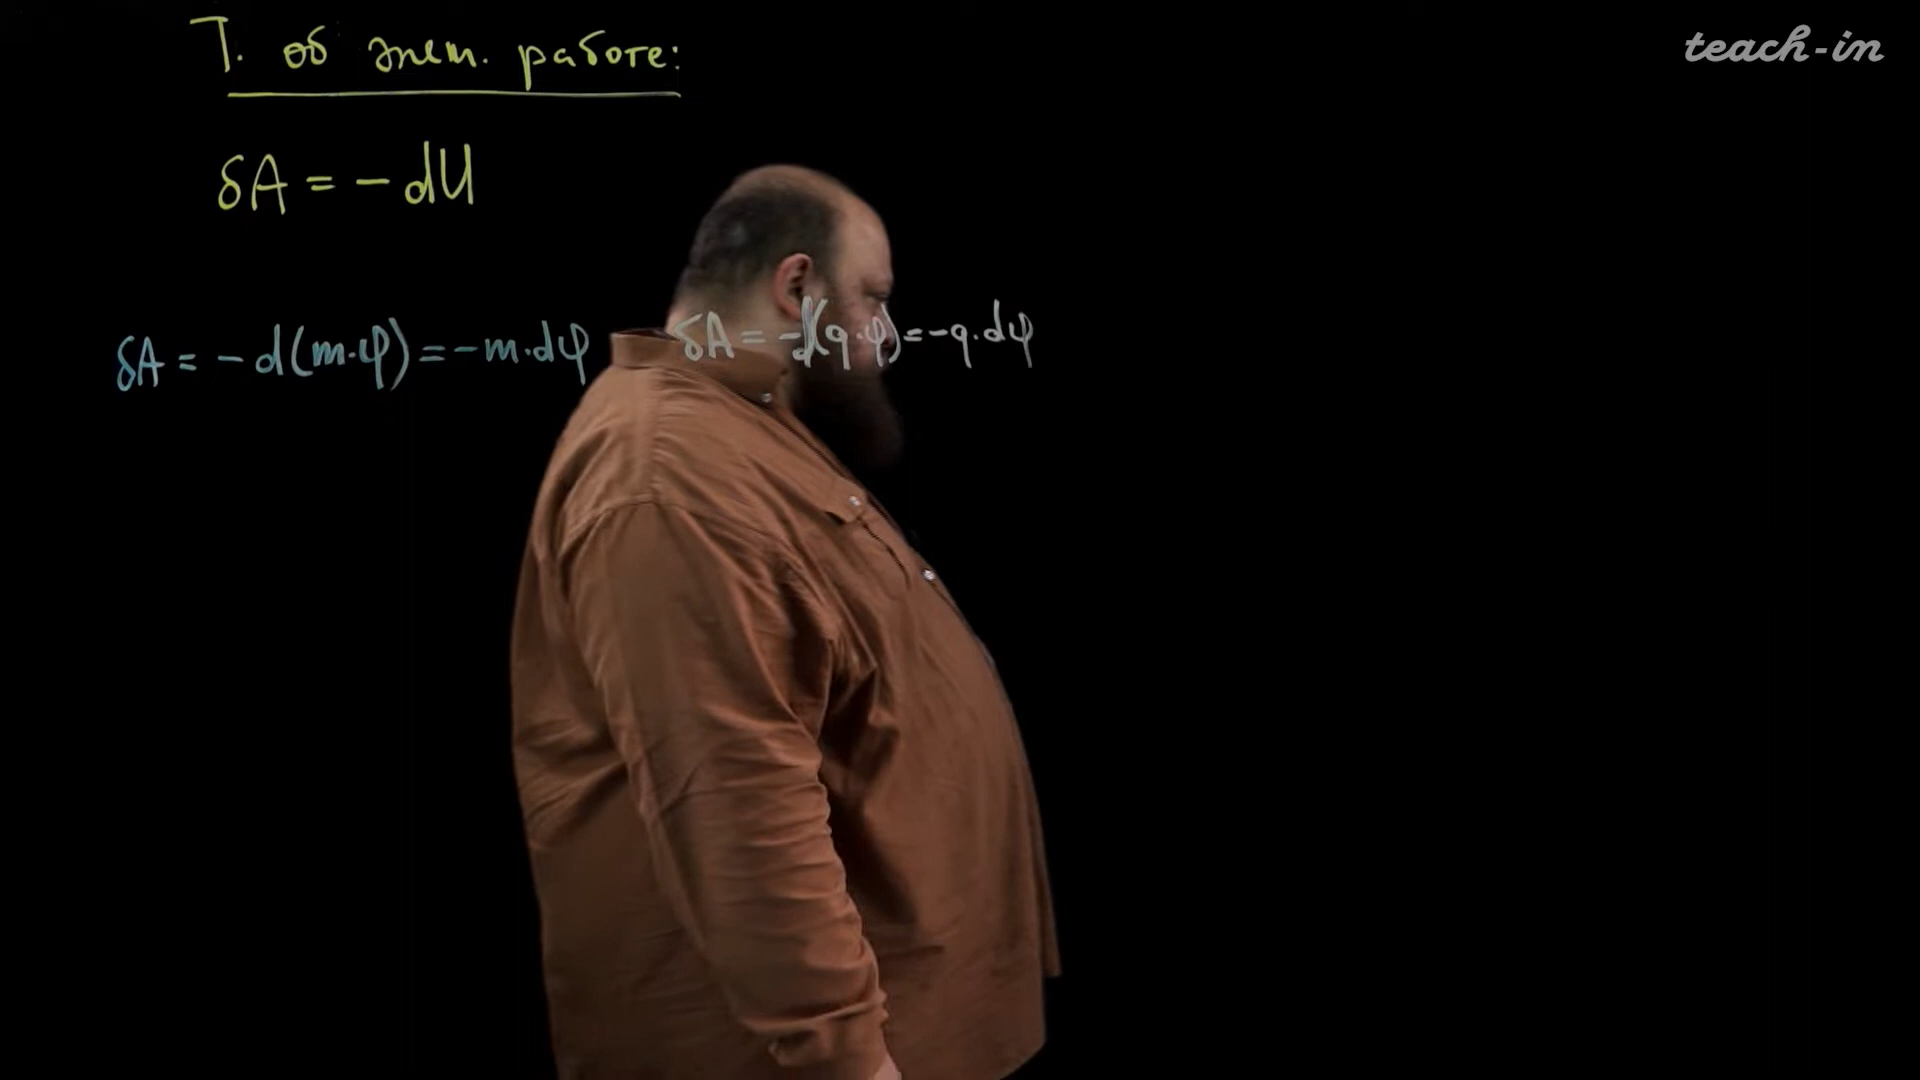 teach-in
Т. об элем. работе:
δA = - dU
δA = - d(m·φ) = - m·dφ
δA = - d(q·φ) = - q·dφ